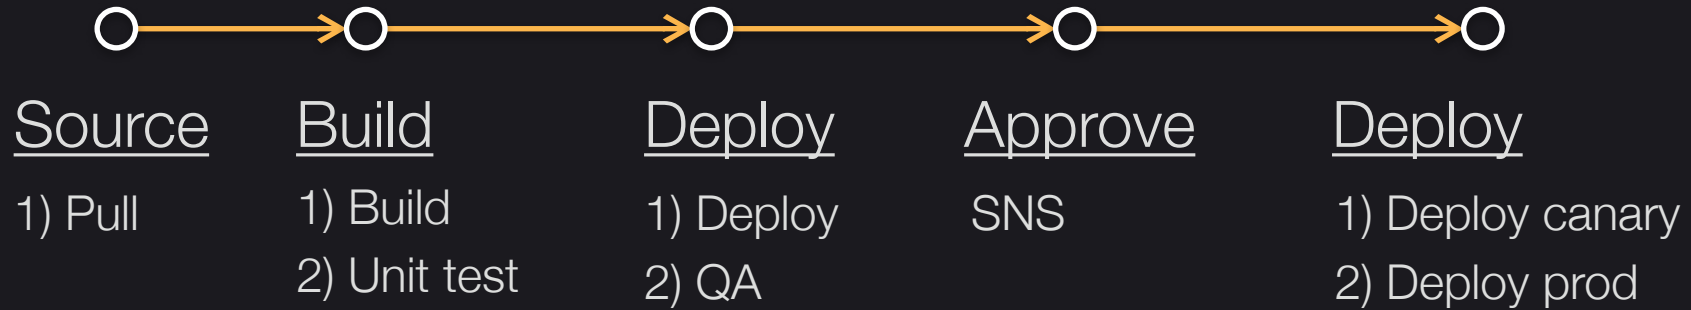 Source
1) Pull
Build
1) Build
2) Unit test
Deploy
1) Deploy
2) QA
Approve
SNS
Deploy
1) Deploy canary
2) Deploy prod